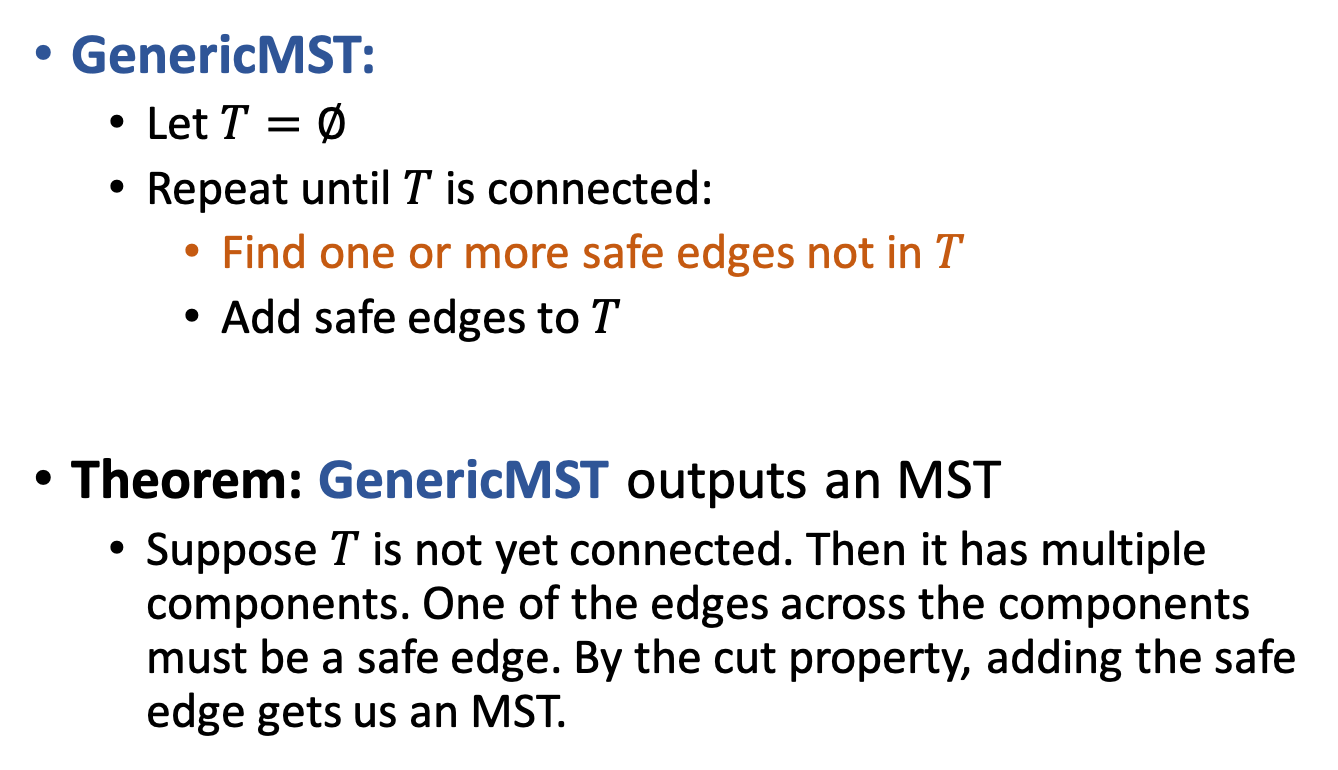 • GenericMST:
• Let 𝑇 = ∅
• Repeat until 𝑇 is connected:
• Find one or more safe edges not in 𝑇
• Add safe edges to 𝑇
• Theorem: GenericMST outputs an MST
• Suppose 𝑇 is not yet connected. Then it has multiple
components. One of the edges across the components
must be a safe edge. By the cut property, adding the safe
edge gets us an MST.